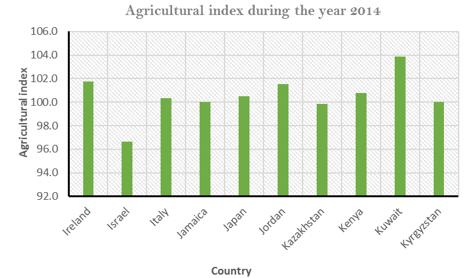 Agricultural index during the year 2014
Agricultural index
106.0
104.0
102.0
100.0
98.0
96.0
94.0
92.0
Ireland
Israel
Italy
Jamaica
Japan
Jordan
Kazakhstan
Kenya
Kuwait
Kyrgyzstan
Country